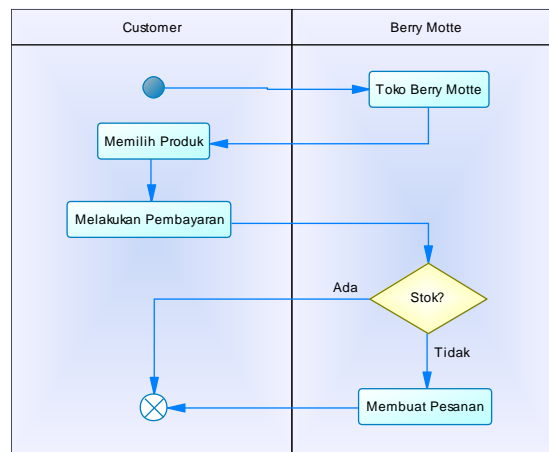 Customer
Berry Motte
Toko Berry Motte
Memilih Produk
Melakukan Pembayaran
Ada
Stok?
Tidak
Membuat Pesanan